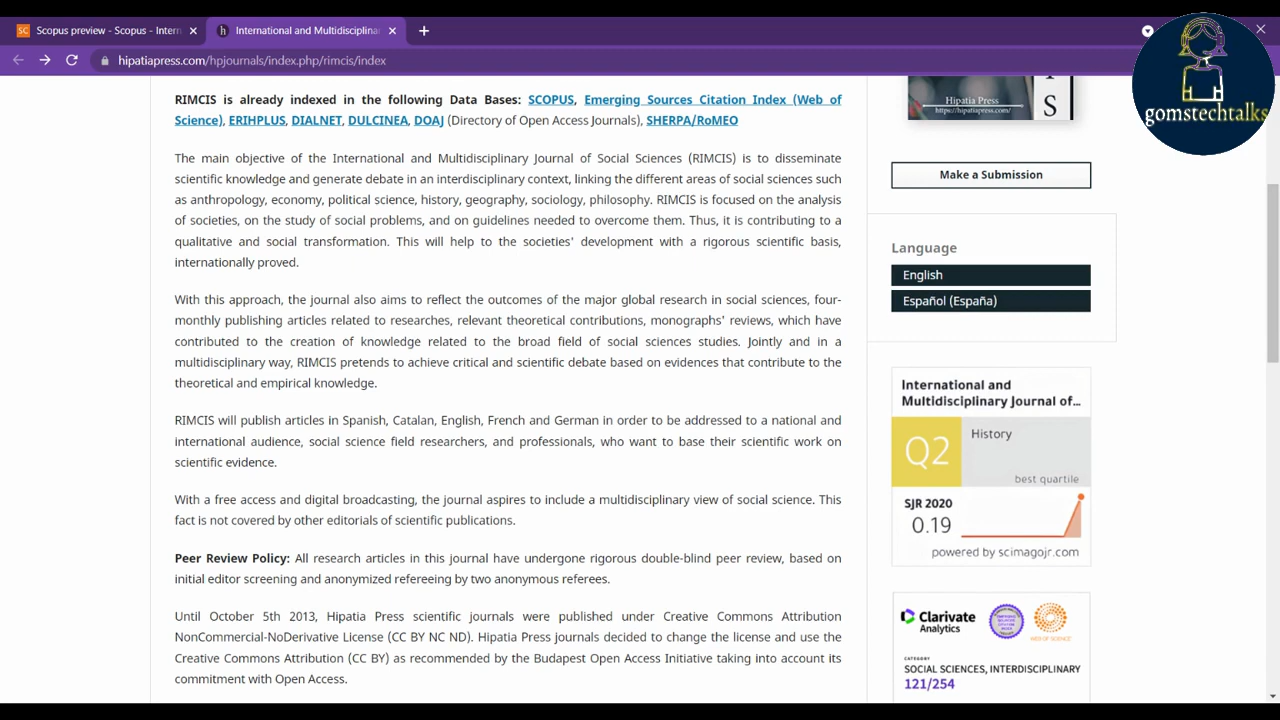 Scopus preview - Scopus - Intern
International and Multidisciplina
hipatiapress.com/hpjournals/index.php/rimcis/index
gomstechtalks
RIMCIS is already indexed in the following Data Bases: SCOPUS, Emerging Sources Citation Index (Web of
Science), ERIHPLUS, DIALNET, DULCINEA, DOAJ (Directory of Open Access Journals), SHERPA/RoMEO
The main objective of the International and Multidisciplinary Journal of Social Sciences (RIMCIS) is to disseminate
scientific knowledge and generate debate in an interdisciplinary context, linking the different areas of social sciences such
as anthropology, economy, political science, history, geography, sociology, philosophy. RIMCIS is focused on the analysis
of societies, on the study of social problems, and on guidelines needed to overcome them. Thus, it is contributing to a
qualitative and social transformation. This will help to the societies' development with a rigorous scientific basis,
internationally proved.
With this approach, the journal also aims to reflect the outcomes of the major global research in social sciences, four-
monthly publishing articles related to researches, relevant theoretical contributions, monographs' reviews, which have
contributed to the creation of knowledge related to the broad field of social sciences studies. Jointly and in a
multidisciplinary way, RIMCIS pretends to achieve critical and scientific debate based on evidences that contribute to the
theoretical and empirical knowledge.
RIMCIS will publish articles in Spanish, Catalan, English, French and German in order to be addressed to a national and
international audience, social science field researchers, and professionals, who want to base their scientific work on
scientific evidence.
With a free access and digital broadcasting, the journal aspires to include a multidisciplinary view of social science. This
fact is not covered by other editorials of scientific publications.
Peer Review Policy: All research articles in this journal have undergone rigorous double-blind peer review, based on
initial editor screening and anonymized refereeing by two anonymous referees.
Until October 5th 2013, Hipatia Press scientific journals were published under Creative Commons Attribution
NonCommercial-NoDerivative License (CC BY NC ND). Hipatia Press journals decided to change the license and use the
Creative Commons Attribution (CC BY) as recommended by the Budapest Open Access Initiative taking into account its
commitment with Open Access.
Hipatia Press
https://hipatiapress.com/
S
Make a Submission
Language
English
Español (España)
International and
Multidisciplinary Journal of...
Q2
History
best quartile
SJR 2020
0.19
powered by scimagojr.com
Clarivate
Analytics
WEB OF SCIENCE
CATEGORY
SOCIAL SCIENCES, INTERDISCIPLINARY
121/254